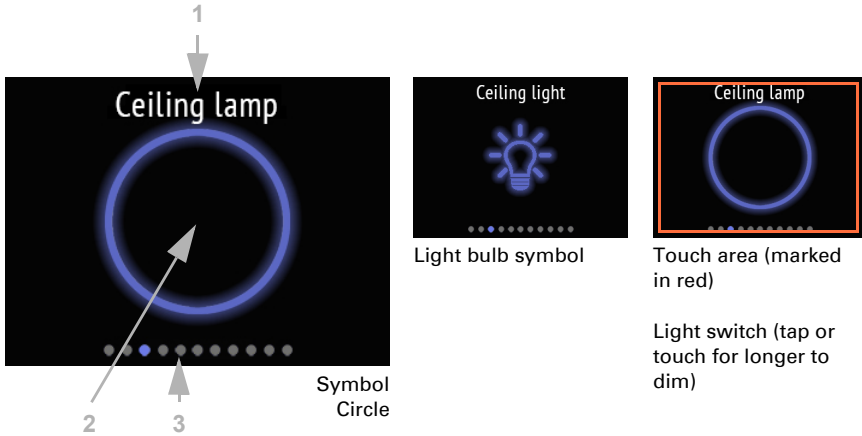 1
Ceiling lamp
Symbol
Circle
2
3
Ceiling light
Light bulb symbol
Ceiling lamp
Touch area (marked
in red)
Light switch (tap or
touch for longer to
dim)